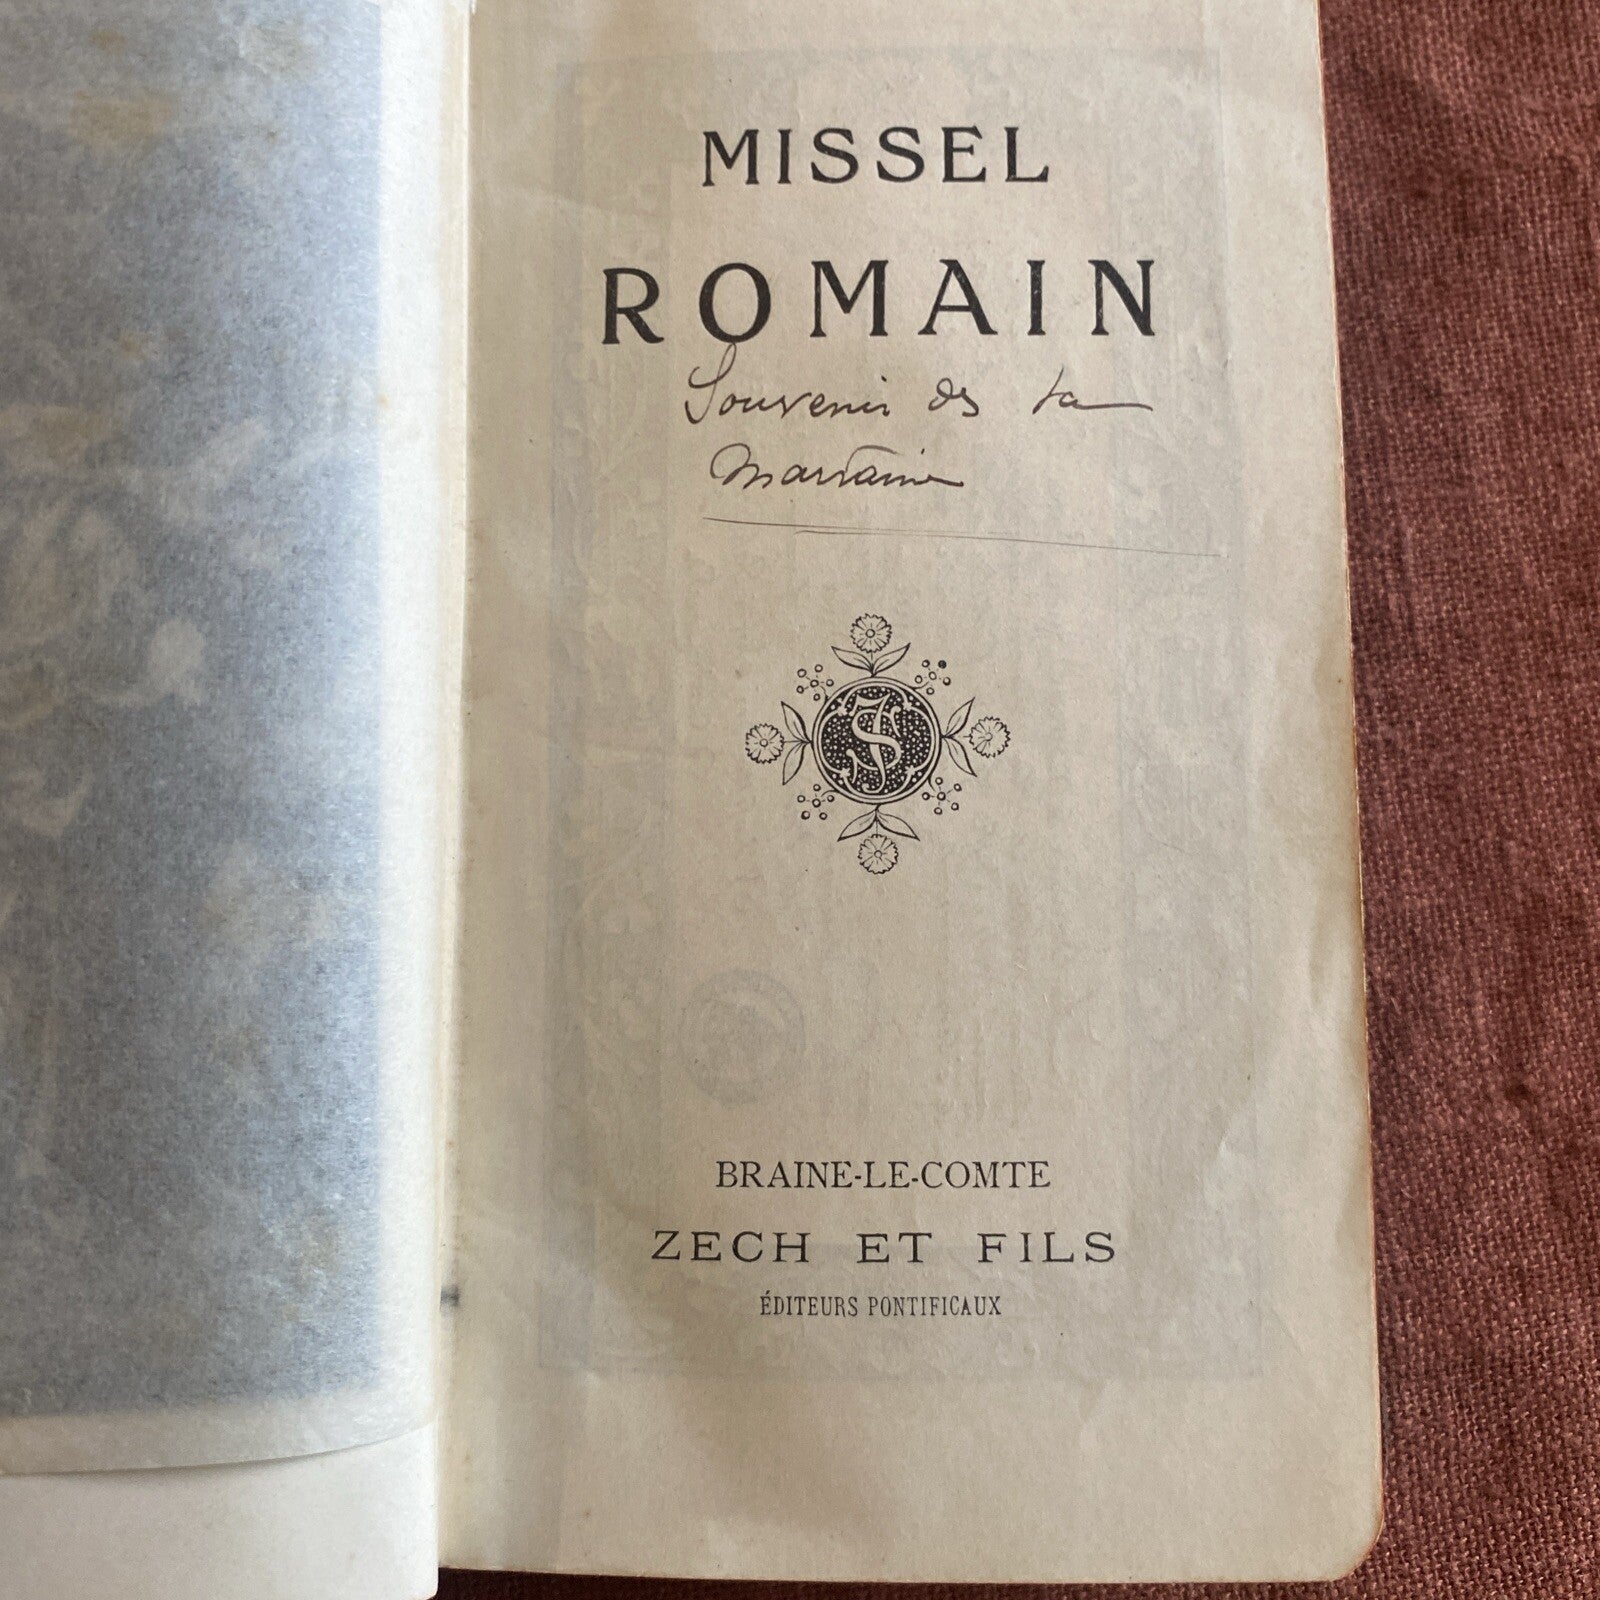 MISSEL
ROMAIN
Souvenir de ta
Marraine
BRAINE-LE-COMTE
ZECH ET FILS
ÉDITEURS PONTIFICAUX